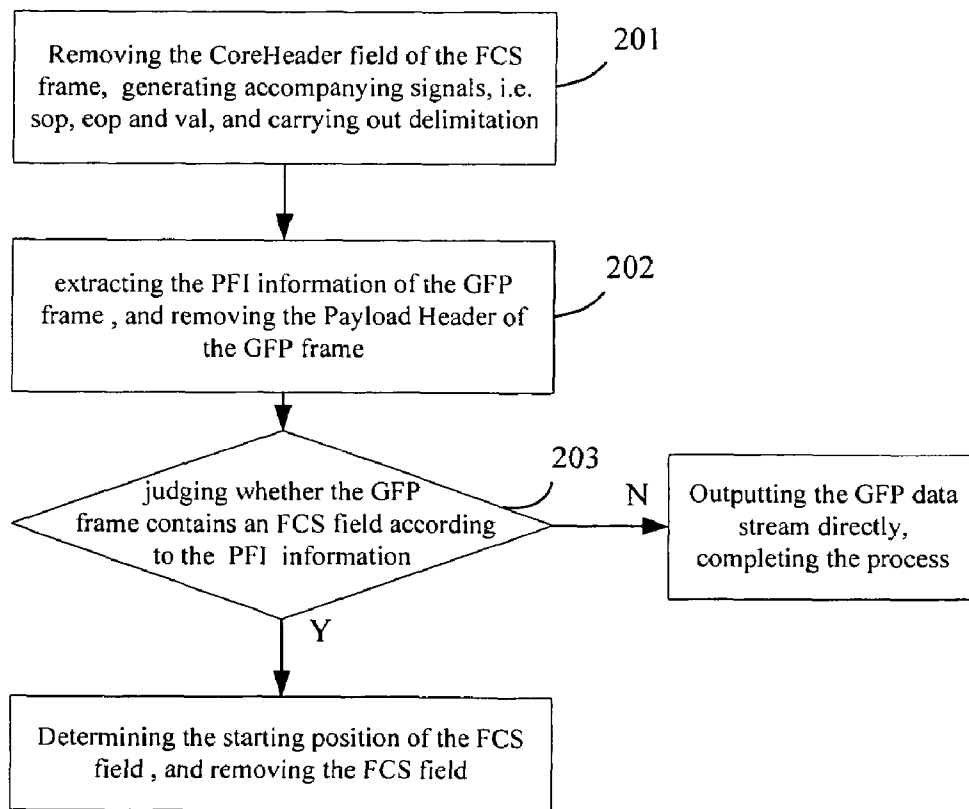 Removing the CoreHeader field of the FCS
frame, generating accompanying signals, i.e.
sop, eop and val, and carrying out delimitation
201
extracting the PFI information of the GFP
frame , and removing the Payload Header of
the GFP frame
202
judging whether the GFP
frame contains an FCS field according
to the PFI information
203
N
Outputting the GFP data
stream directly,
completing the process
Y
Determining the starting position of the FCS
field , and removing the FCS field